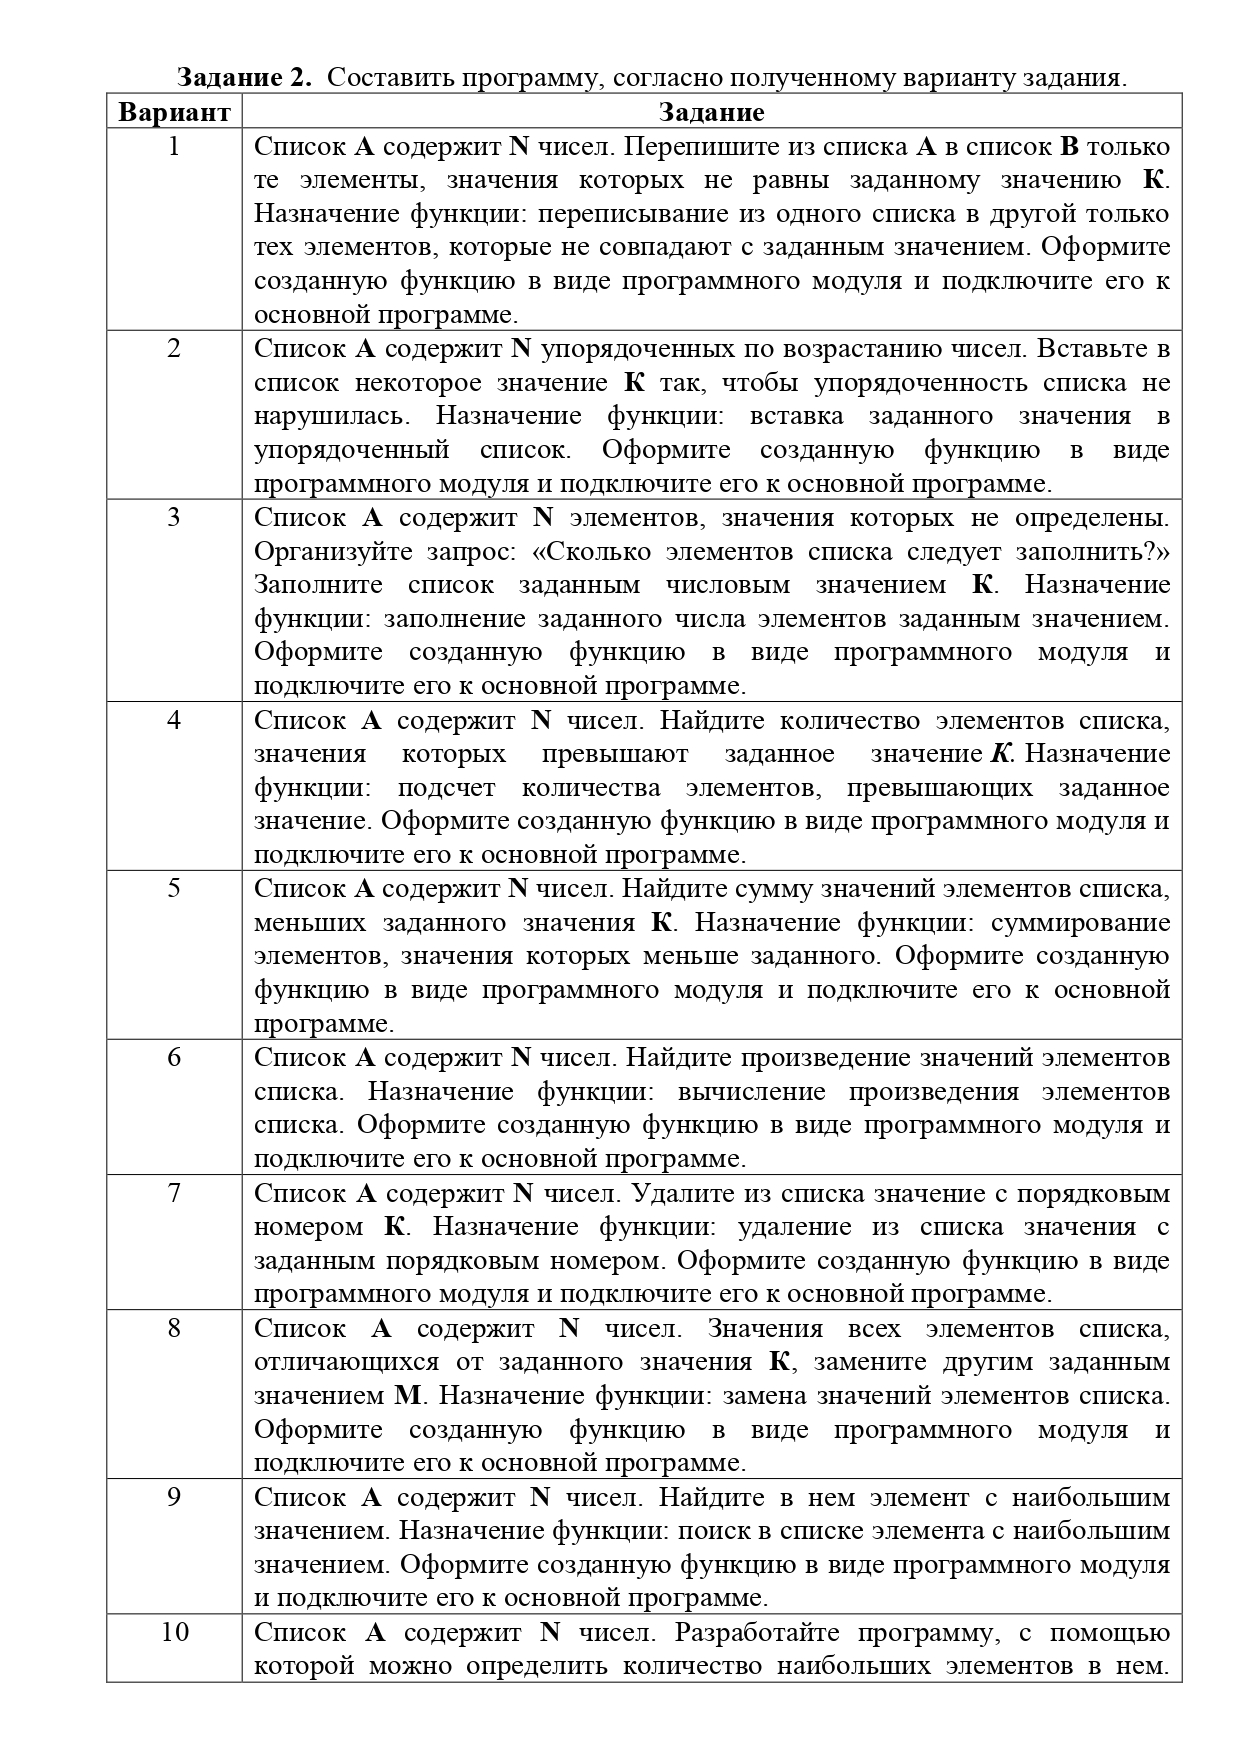 Задание 2. Составить программу, согласно полученному варианту задания.
Вариант Задание
1 Список А содержит N чисел. Перепишите из списка А в список В только
те элементы, значения которых не равны заданному значению К.
Назначение функции: переписывание из одного списка в другой только
тех элементов, которые не совпадают с заданным значением. Оформите
созданную функцию в виде программного модуля и подключите его к
основной программе.
2 Список А содержит N упорядоченных по возрастанию чисел. Вставьте в
список некоторое значение К так, чтобы упорядоченность списка не
нарушилась. Назначение функции: вставка заданного значения в
упорядоченный список. Оформите созданную функцию в виде
программного модуля и подключите его к основной программе.
3 Список А содержит N элементов, значения которых не определены.
Организуйте запрос: «Сколько элементов списка следует заполнить?»
Заполните список заданным числовым значением К. Назначение
функции: заполнение заданного числа элементов заданным значением.
Оформите созданную функцию в виде программного модуля и
подключите его к основной программе.
4 Список А содержит N чисел. Найдите количество элементов списка,
значения которых превышают заданное значение К. Назначение
функции: подсчет количества элементов, превышающих заданное
значение. Оформите созданную функцию в виде программного модуля и
подключите его к основной программе.
5 Список А содержит N чисел. Найдите сумму значений элементов списка,
меньших заданного значения К. Назначение функции: суммирование
элементов, значения которых меньше заданного. Оформите созданную
функцию в виде программного модуля и подключите его к основной
программе.
6 Список А содержит N чисел. Найдите произведение значений элементов
списка. Назначение функции: вычисление произведения элементов
списка. Оформите созданную функцию в виде программного модуля и
подключите его к основной программе.
7 Список А содержит N чисел. Удалите из списка значение с порядковым
номером К. Назначение функции: удаление из списка значения с
заданным порядковым номером. Оформите созданную функцию в виде
программного модуля и подключите его к основной программе.
8 Список А содержит N чисел. Значения всех элементов списка,
отличающихся от заданного значения К, замените другим заданным
значением М. Назначение функции: замена значений элементов списка.
Оформите созданную функцию в виде программного модуля и
подключите его к основной программе.
9 Список А содержит N чисел. Найдите в нем элемент с наибольшим
значением. Назначение функции: поиск в списке элемента с наибольшим
значением. Оформите созданную функцию в виде программного модуля
и подключите его к основной программе.
10 Список А содержит N чисел. Разработайте программу, с помощью
которой можно определить количество наибольших элементов в нем.